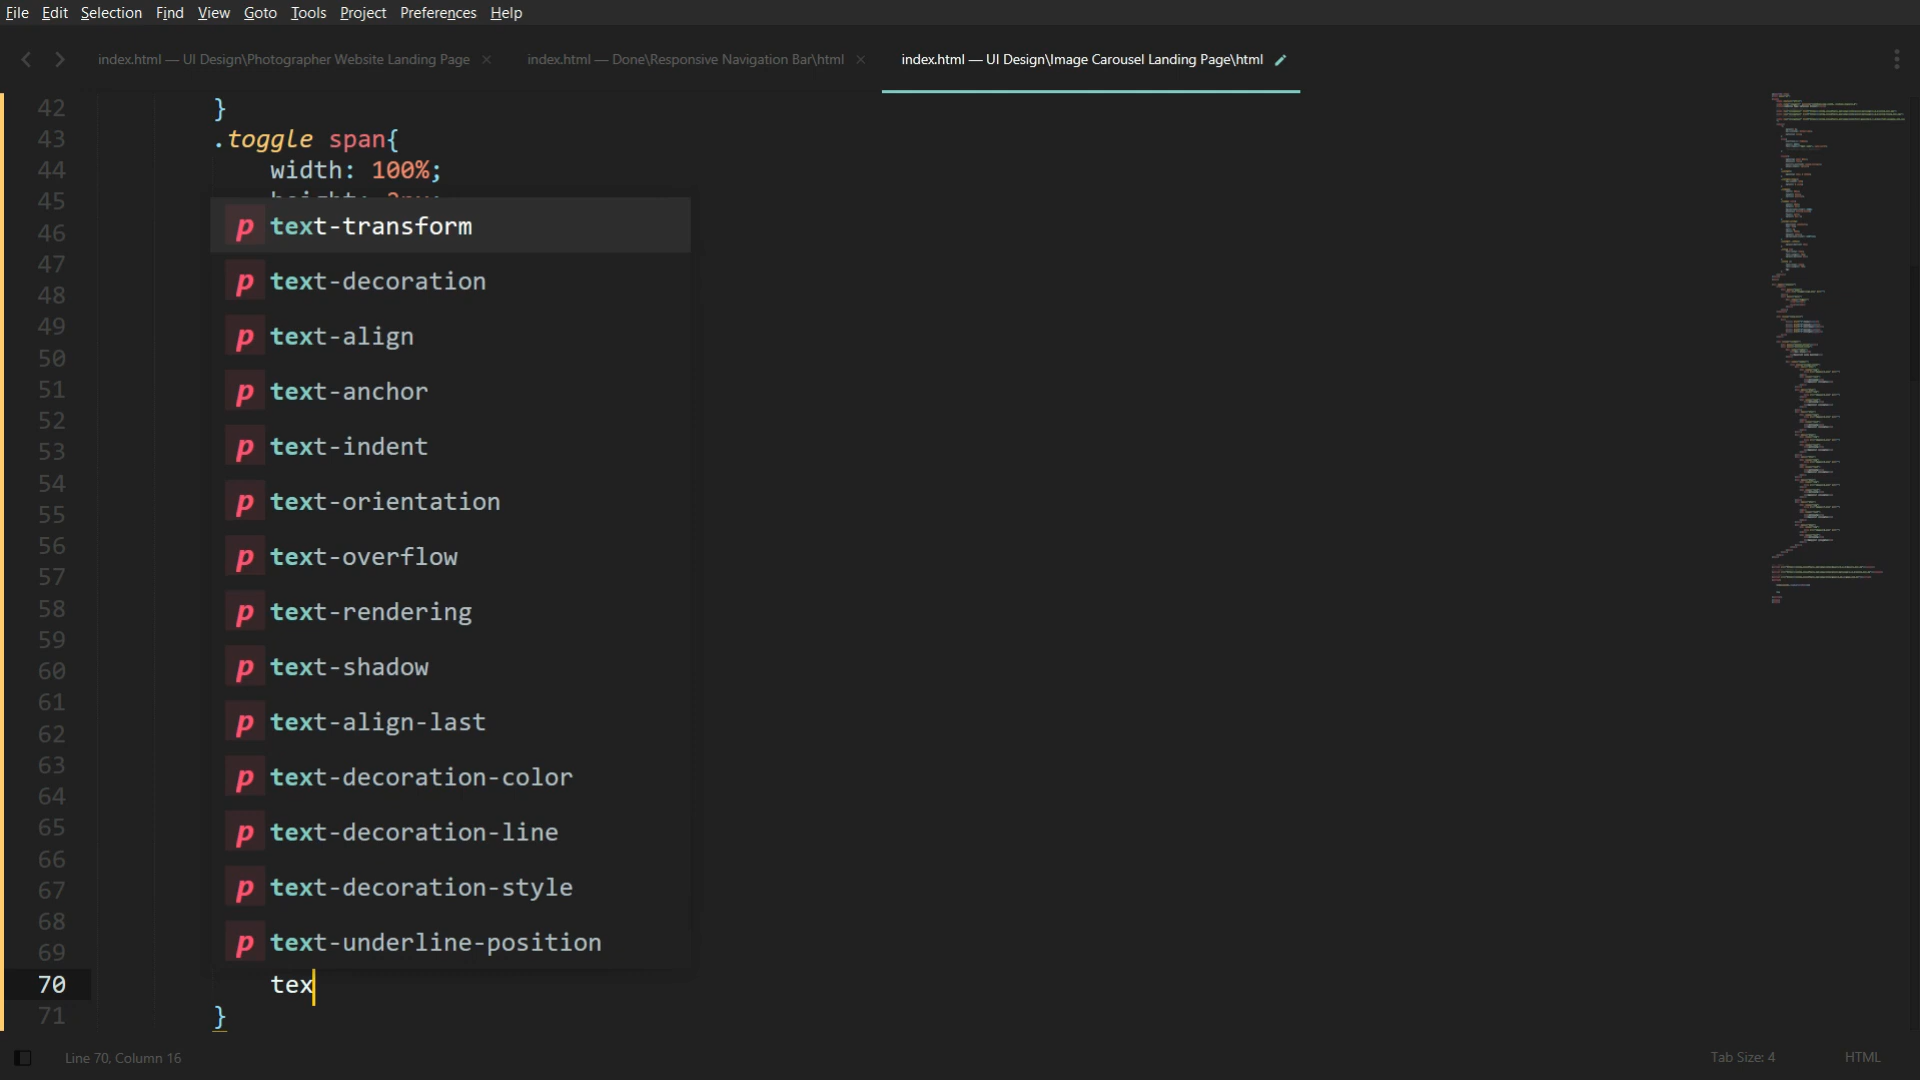 File Edit Selection Find View Goto Tools Project Preferences Help
index.html — UI Design\Photographer Website Landing Page × index.html — Done\Responsive Navigation Bar\html × index.html — UI Design\Image Carousel Landing Page\html
42 }
43 .toggle span{
44 width: 100%;
45
46 p text-transform
47
48 p text-decoration
49
50 p text-align
51 p text-anchor
52
53 p text-indent
54
55 p text-orientation
56
57 p text-overflow
58
59 p text-rendering
60 p text-shadow
61
62 p text-align-last
63
64 p text-decoration-color
65
66 p text-decoration-line
67 p text-decoration-style
68
69 p text-underline-position
70 tex
71 }
Line 70, Column 16 Tab Size: 4 HTML